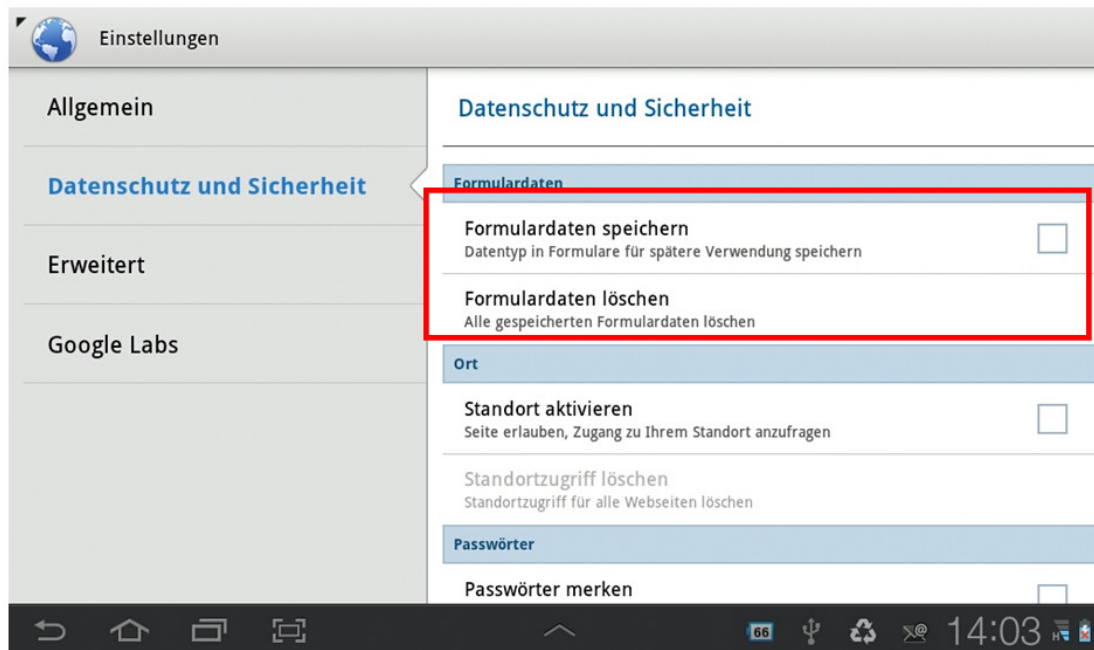 Einstellungen
Allgemein
Datenschutz und Sicherheit
Erweitert
Google Labs
Datenschutz und Sicherheit
Formulardaten
Formulardaten speichern
Datentyp in Formulare für spätere Verwendung speichern
Formulardaten löschen
Alle gespeicherten Formulardaten löschen
Ort
Standort aktivieren
Seite erlauben, Zugang zu Ihrem Standort anzufragen
Standortzugriff löschen
Standortzugriff für alle Webseiten löschen
Passwörter
Passwörter merken
66 14:03 H